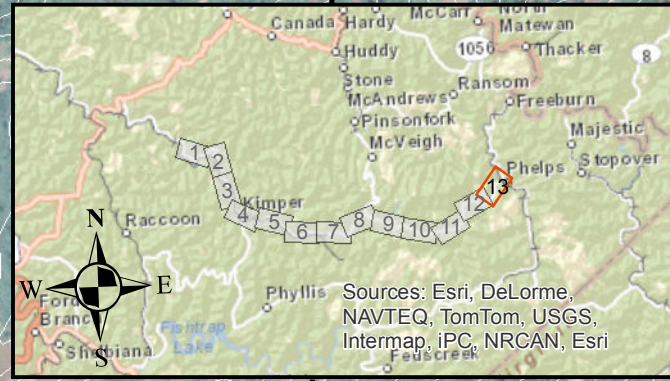 McCarr
North
Canada
Hardy
Matewan
Huddy
1056
Thacker
8
Stone
Ransom
McAndrews
Freeburn
Pinsonfork
Majestic
McVeigh
1
2
Phelps
Stopover
3
13
Kimper
12
4
5
6
7
8
9
10
11
N
Raccoon
W
E
S
Phyllis
Ford
Branch
Shelbiana
Fishtrap
Lake
Sources: Esri, DeLorme,
NAVTEQ, TomTom, USGS,
Intermap, iPC, NRCAN, Esri
Fedscreek